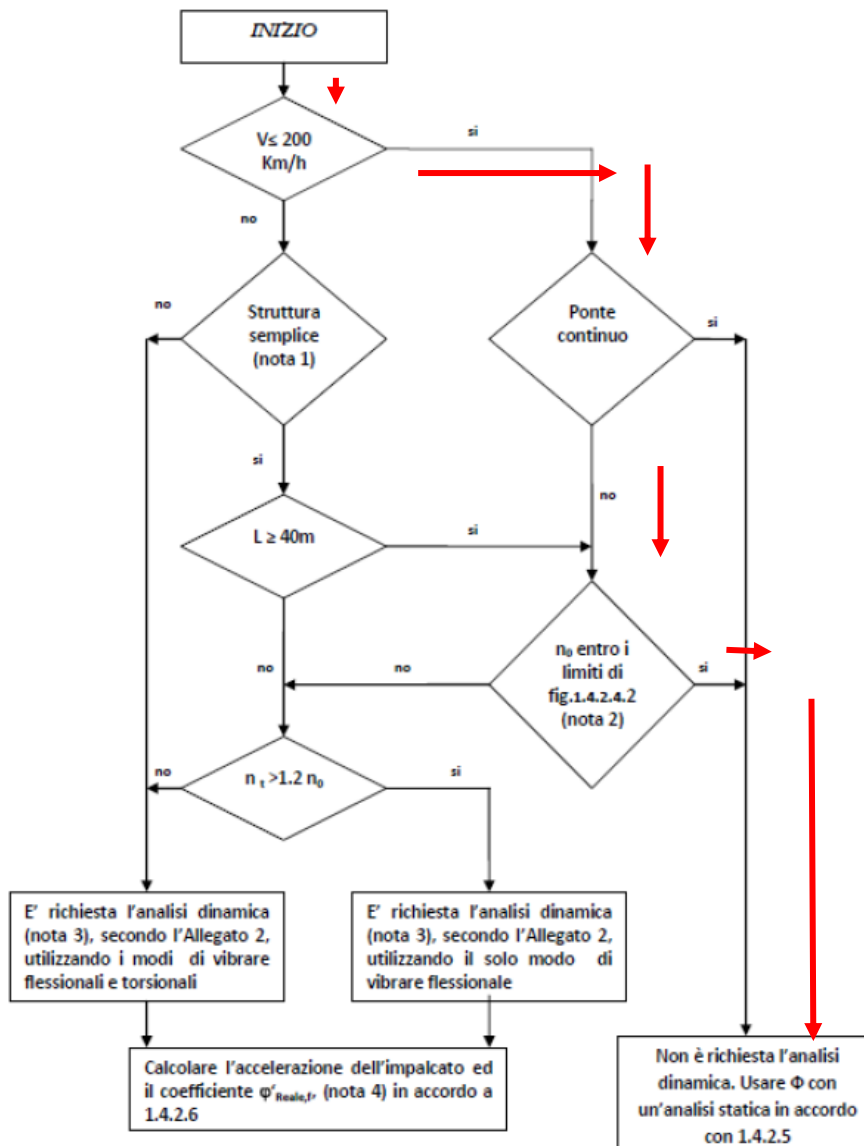 INIZIO
V≤ 200
Km/h
si
no
no
Struttura
semplice
(nota 1)
Ponte
continuo
si
si
no
L ≥ 40m
si
no
no
n₀ entro i
limiti di
fig.1.4.2.4.2
(nota 2)
si
no
n t >1.2 n₀
si
E' richiesta l'analisi dinamica
(nota 3), secondo l'Allegato 2,
utilizzando i modi di vibrare
flessionali e torsionali
E' richiesta l'analisi dinamica
(nota 3), secondo l'Allegato 2,
utilizzando il solo modo di
vibrare flessionale
Calcolare l'accelerazione dell'impalcato ed
il coefficiente φ'Reale,f, (nota 4) in accordo a
1.4.2.6
Non è richiesta l'analisi
dinamica. Usare Φ con
un'analisi statica in accordo
con 1.4.2.5